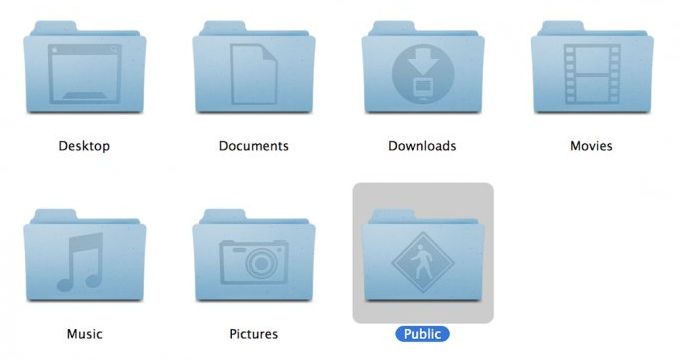 Desktop
Documents
Downloads
Movies
Music
Pictures
Public